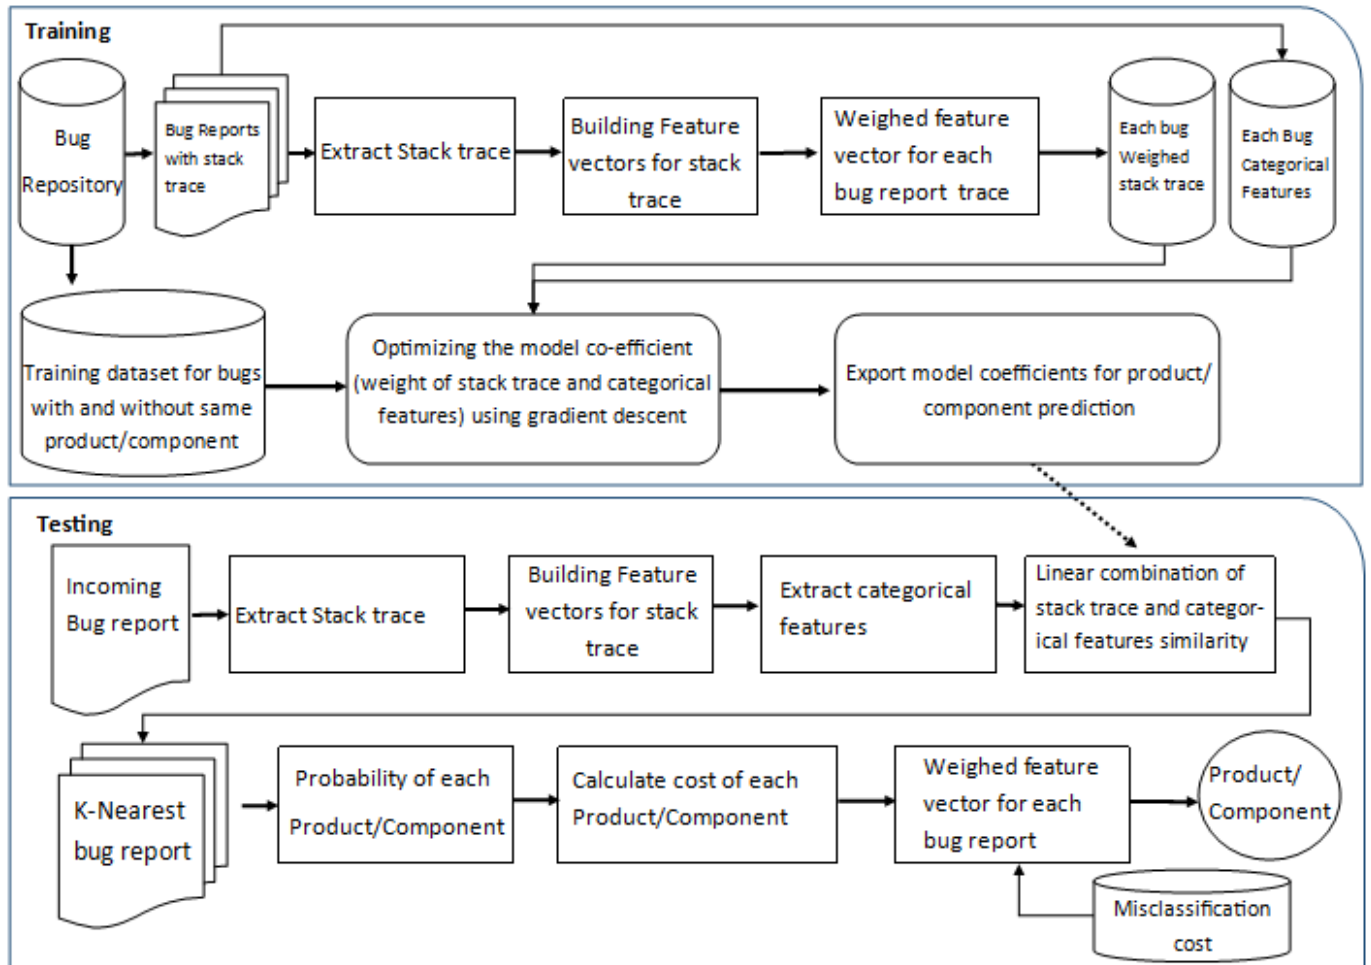 Training
Bug
Repository
Bug Reports
with stack
trace
Extract Stack trace
Building Feature
vectors for stack
trace
Weighed feature
vector for each
bug report trace
Each bug
Weighed
stack trace
Each Bug
Categorical
Features
Training dataset for bugs
with and without same
product/component
Optimizing the model co-efficient
(weight of stack trace and categorical
features) using gradient descent
Export model coefficients for product/
component prediction
Testing
Incoming
Bug report
Extract Stack trace
Building Feature
vectors for stack
trace
Extract categorical
features
Linear combination of
stack trace and categor-
ical features similarity
K-Nearest
bug report
Probability of each
Product/Component
Calculate cost of each
Product/Component
Weighed feature
vector for each
bug report
Product/
Component
Misclassification
cost